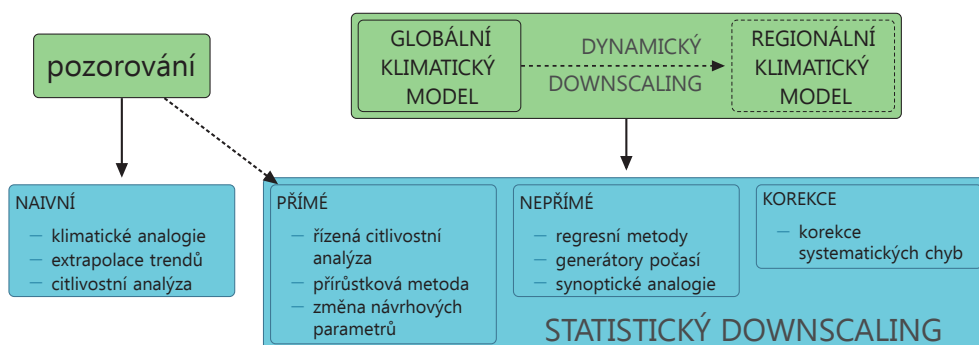 pozorování
GLOBÁLNÍ
KLIMATICKÝ
MODEL
DYNAMICKÝ
DOWNSCALING
REGIONÁLNÍ
KLIMATICKÝ
MODEL
NAIVNÍ
– klimatické analogie
– extrapolace trendů
– citlivostní analýza
PŘÍMÉ
– řízená citlivostní
analýza
– přírůstková metoda
– změna návrhových
parametrů
NEPŘÍMÉ
– regresní metody
– generátory počasí
– synoptické analogie
KOREKCE
– korekce
systematických chyb
STATISTICKÝ DOWNSCALING